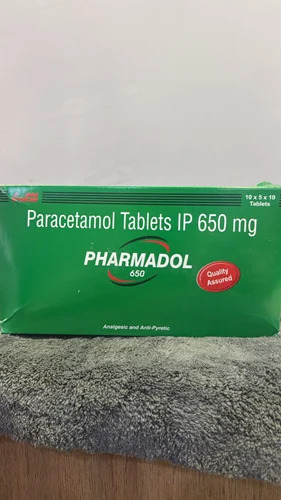 10 x 5 x 10
Tablets
Paracetamol Tablets IP 650 mg
PHARMADOL
650
Quality
Assured
Analgesic and Anti-Pyretic